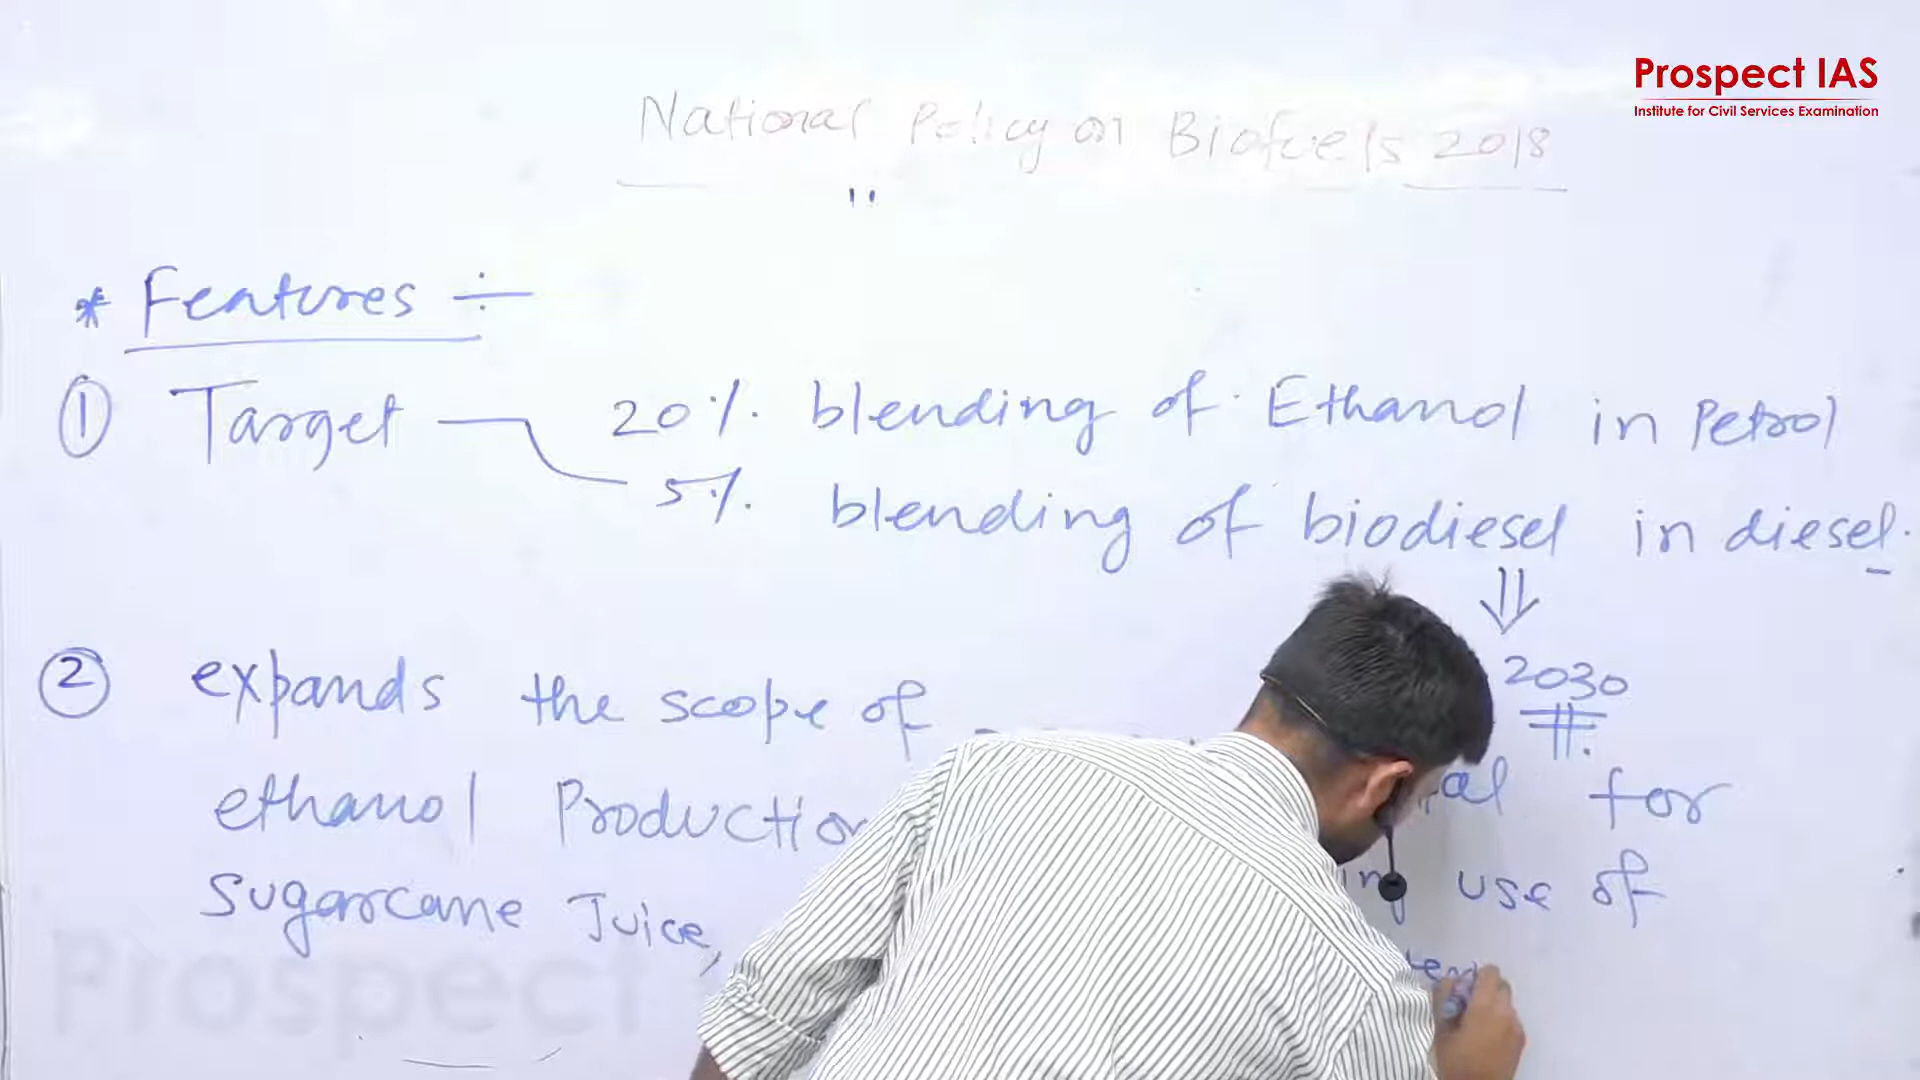 Prospect IAS
Institute for Civil Services Examination
National Policy on Biofuels 2018
"
* Features ÷
① Target — 20% blending of Ethanol in Petrol
5% blending of biodiesel in diesel.
⇓
2030
② expands the scope of
ethanol Production for
Sugarcane Juice, use of
Prospect